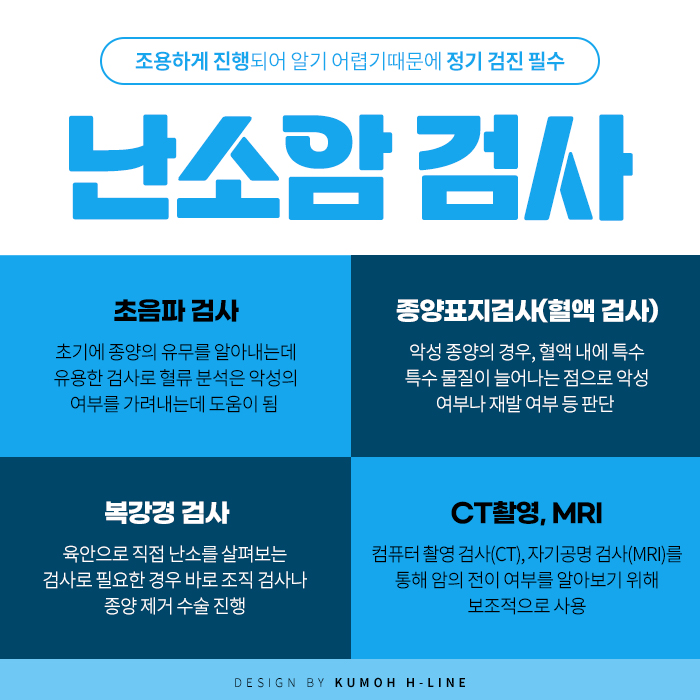 조용하게 진행되어 알기 어렵기때문에 정기 검진 필수
난소암 검사
초음파 검사
초기에 종양의 유무를 알아내는데
유용한 검사로 혈류 분석은 악성의
여부를 가려내는데 도움이 됨
종양표지검사(혈액 검사)
악성 종양의 경우, 혈액 내에 특수
특수 물질이 늘어나는 점으로 악성
여부나 재발 여부 등 판단
복강경 검사
육안으로 직접 난소를 살펴보는
검사로 필요한 경우 바로 조직 검사나
종양 제거 수술 진행
CT촬영, MRI
컴퓨터 촬영 검사(CT), 자기공명 검사(MRI)를
통해 암의 전이 여부를 알아보기 위해
보조적으로 사용
DESIGN BY KUMOH H-LINE